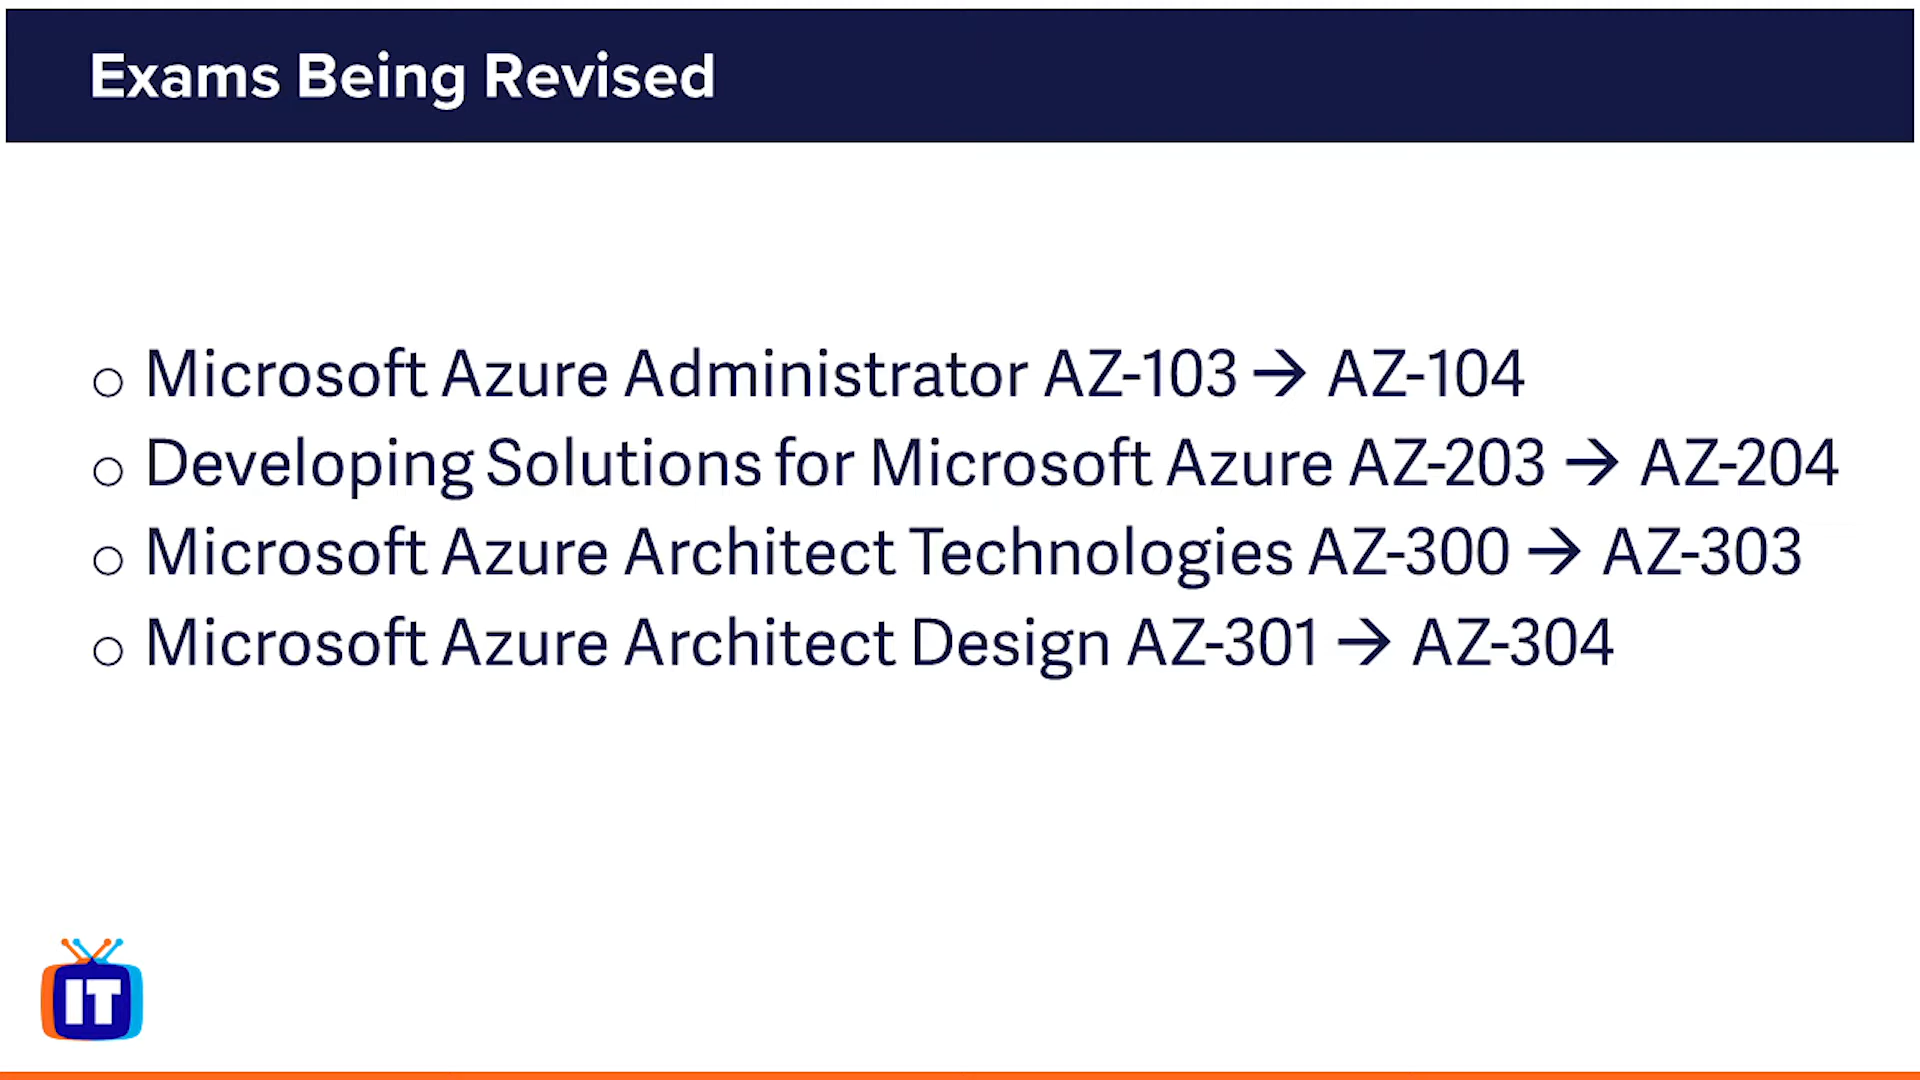 Exams Being Revised
○ Microsoft Azure Administrator AZ-103 → AZ-104
○ Developing Solutions for Microsoft Azure AZ-203 → AZ-204
○ Microsoft Azure Architect Technologies AZ-300 → AZ-303
○ Microsoft Azure Architect Design AZ-301 → AZ-304
IT